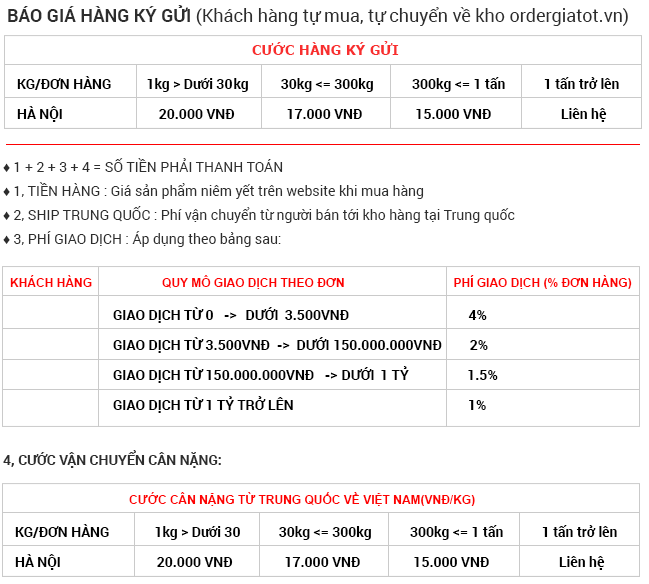 BÁO GIÁ HÀNG KÝ GỬI (Khách hàng tự mua, tự chuyển về kho ordergiatot.vn)
CƯỚC HÀNG KÝ GỬI
KG/ĐƠN HÀNG 1kg > Dưới 30kg 30kg <= 300kg 300kg <= 1 tấn 1 tấn trở lên
HÀ NỘI 20.000 VNĐ 17.000 VNĐ 15.000 VNĐ Liên hệ
♦ 1 + 2 + 3 + 4 = SỐ TIỀN PHẢI THANH TOÁN
♦ 1, TIỀN HÀNG : Giá sản phẩm niêm yết trên website khi mua hàng
♦ 2, SHIP TRUNG QUỐC : Phí vận chuyển từ người bán tới kho hàng tại Trung quốc
♦ 3, PHÍ GIAO DỊCH : Áp dụng theo bảng sau:
KHÁCH HÀNG QUY MÔ GIAO DỊCH THEO ĐƠN PHÍ GIAO DỊCH (% ĐƠN HÀNG)
GIAO DỊCH TỪ 0 -> DƯỚI 3.500VNĐ 4%
GIAO DỊCH TỪ 3.500VNĐ -> DƯỚI 150.000.000VNĐ 2%
GIAO DỊCH TỪ 150.000.000VNĐ -> DƯỚI 1 TỶ 1.5%
GIAO DỊCH TỪ 1 TỶ TRỞ LÊN 1%
4, CƯỚC VẬN CHUYỂN CÂN NẶNG:
CƯỚC CÂN NẶNG TỪ TRUNG QUỐC VỀ VIỆT NAM(VNĐ/KG)
KG/ĐƠN HÀNG 1kg > Dưới 30 30kg <= 300kg 300kg <= 1 tấn 1 tấn trở lên
HÀ NỘI 20.000 VNĐ 17.000 VNĐ 15.000 VNĐ Liên hệ